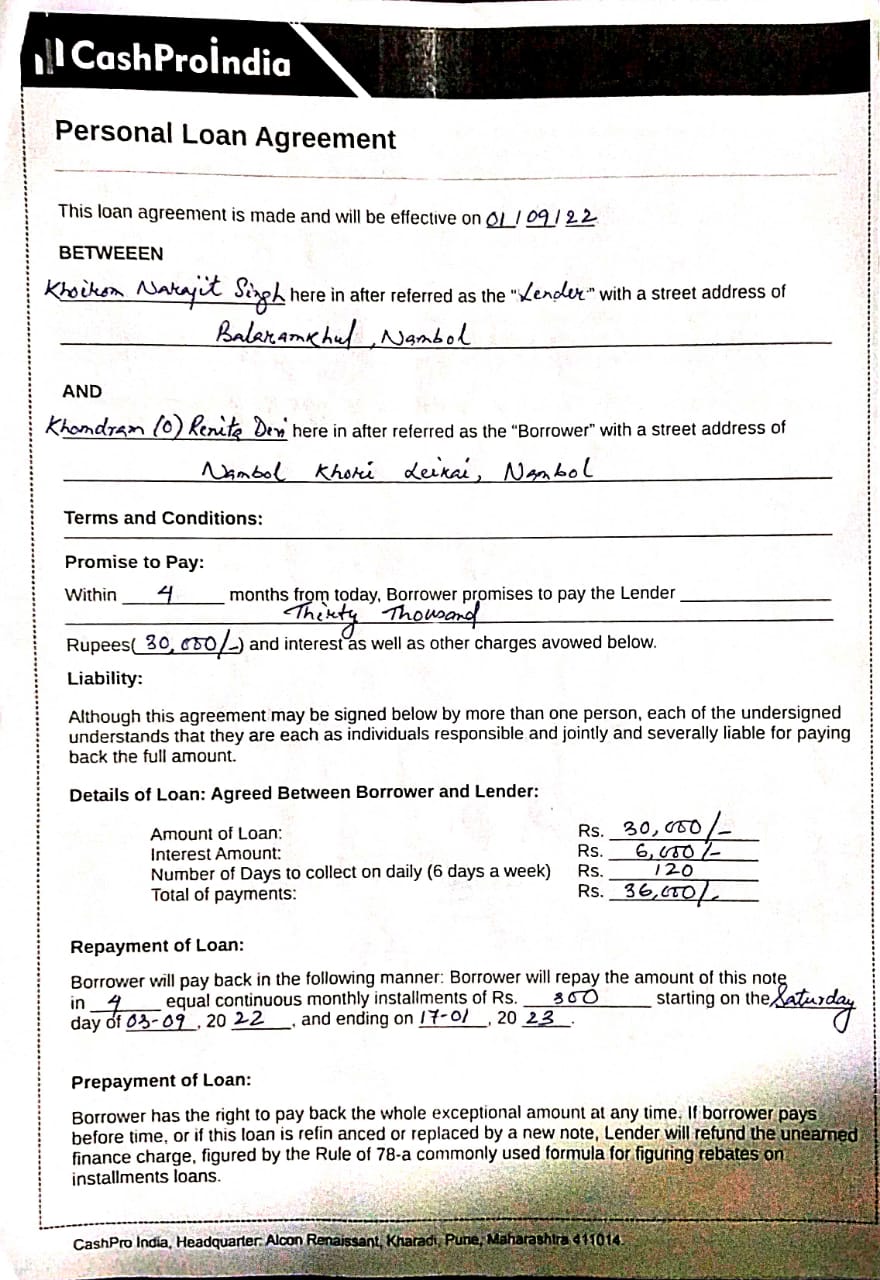 CashProIndia
Personal Loan Agreement
This loan agreement is made and will be effective on 01/09/22
BETWEEEN
Khoirom Narajit Singh here in after referred as the "Lender" with a street address of
Balaramkhul, Nambol
AND
Khomdram (O) Renita Devi here in after referred as the "Borrower" with a street address of
Nambol Khori Leikai, Nambol
Terms and Conditions:
Promise to Pay:
Within 4 months from today, Borrower promises to pay the Lender
Thirty Thousand
Rupees( 30,000/-) and interest as well as other charges avowed below.
Liability:
Although this agreement may be signed below by more than one person, each of the undersigned
understands that they are each as individuals responsible and jointly and severally liable for paying
back the full amount.
Details of Loan: Agreed Between Borrower and Lender:
Amount of Loan: Rs. 30,000/-
Interest Amount: Rs. 6,000/-
Number of Days to collect on daily (6 days a week) Rs. 120
Total of payments: Rs. 36,000/-
Repayment of Loan:
Borrower will pay back in the following manner: Borrower will repay the amount of this note
in 4 equal continuous monthly installments of Rs. 300 starting on the Saturday
day of 03-09, 20 22, and ending on 17-01, 20 23.
Prepayment of Loan:
Borrower has the right to pay back the whole exceptional amount at any time. If borrower pays
before time, or if this loan is refin anced or replaced by a new note, Lender will refund the unearned
finance charge, figured by the Rule of 78-a commonly used formula for figuring rebates on
installments loans.
CashPro India, Headquarter: Alcon Renaissant, Kharadi, Pune, Maharashtra 411014.